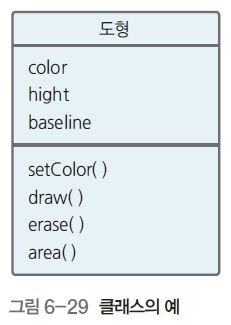 도형
color
hight
baseline
setColor( )
draw( )
erase( )
area( )
그림 6-29 클래스의 예